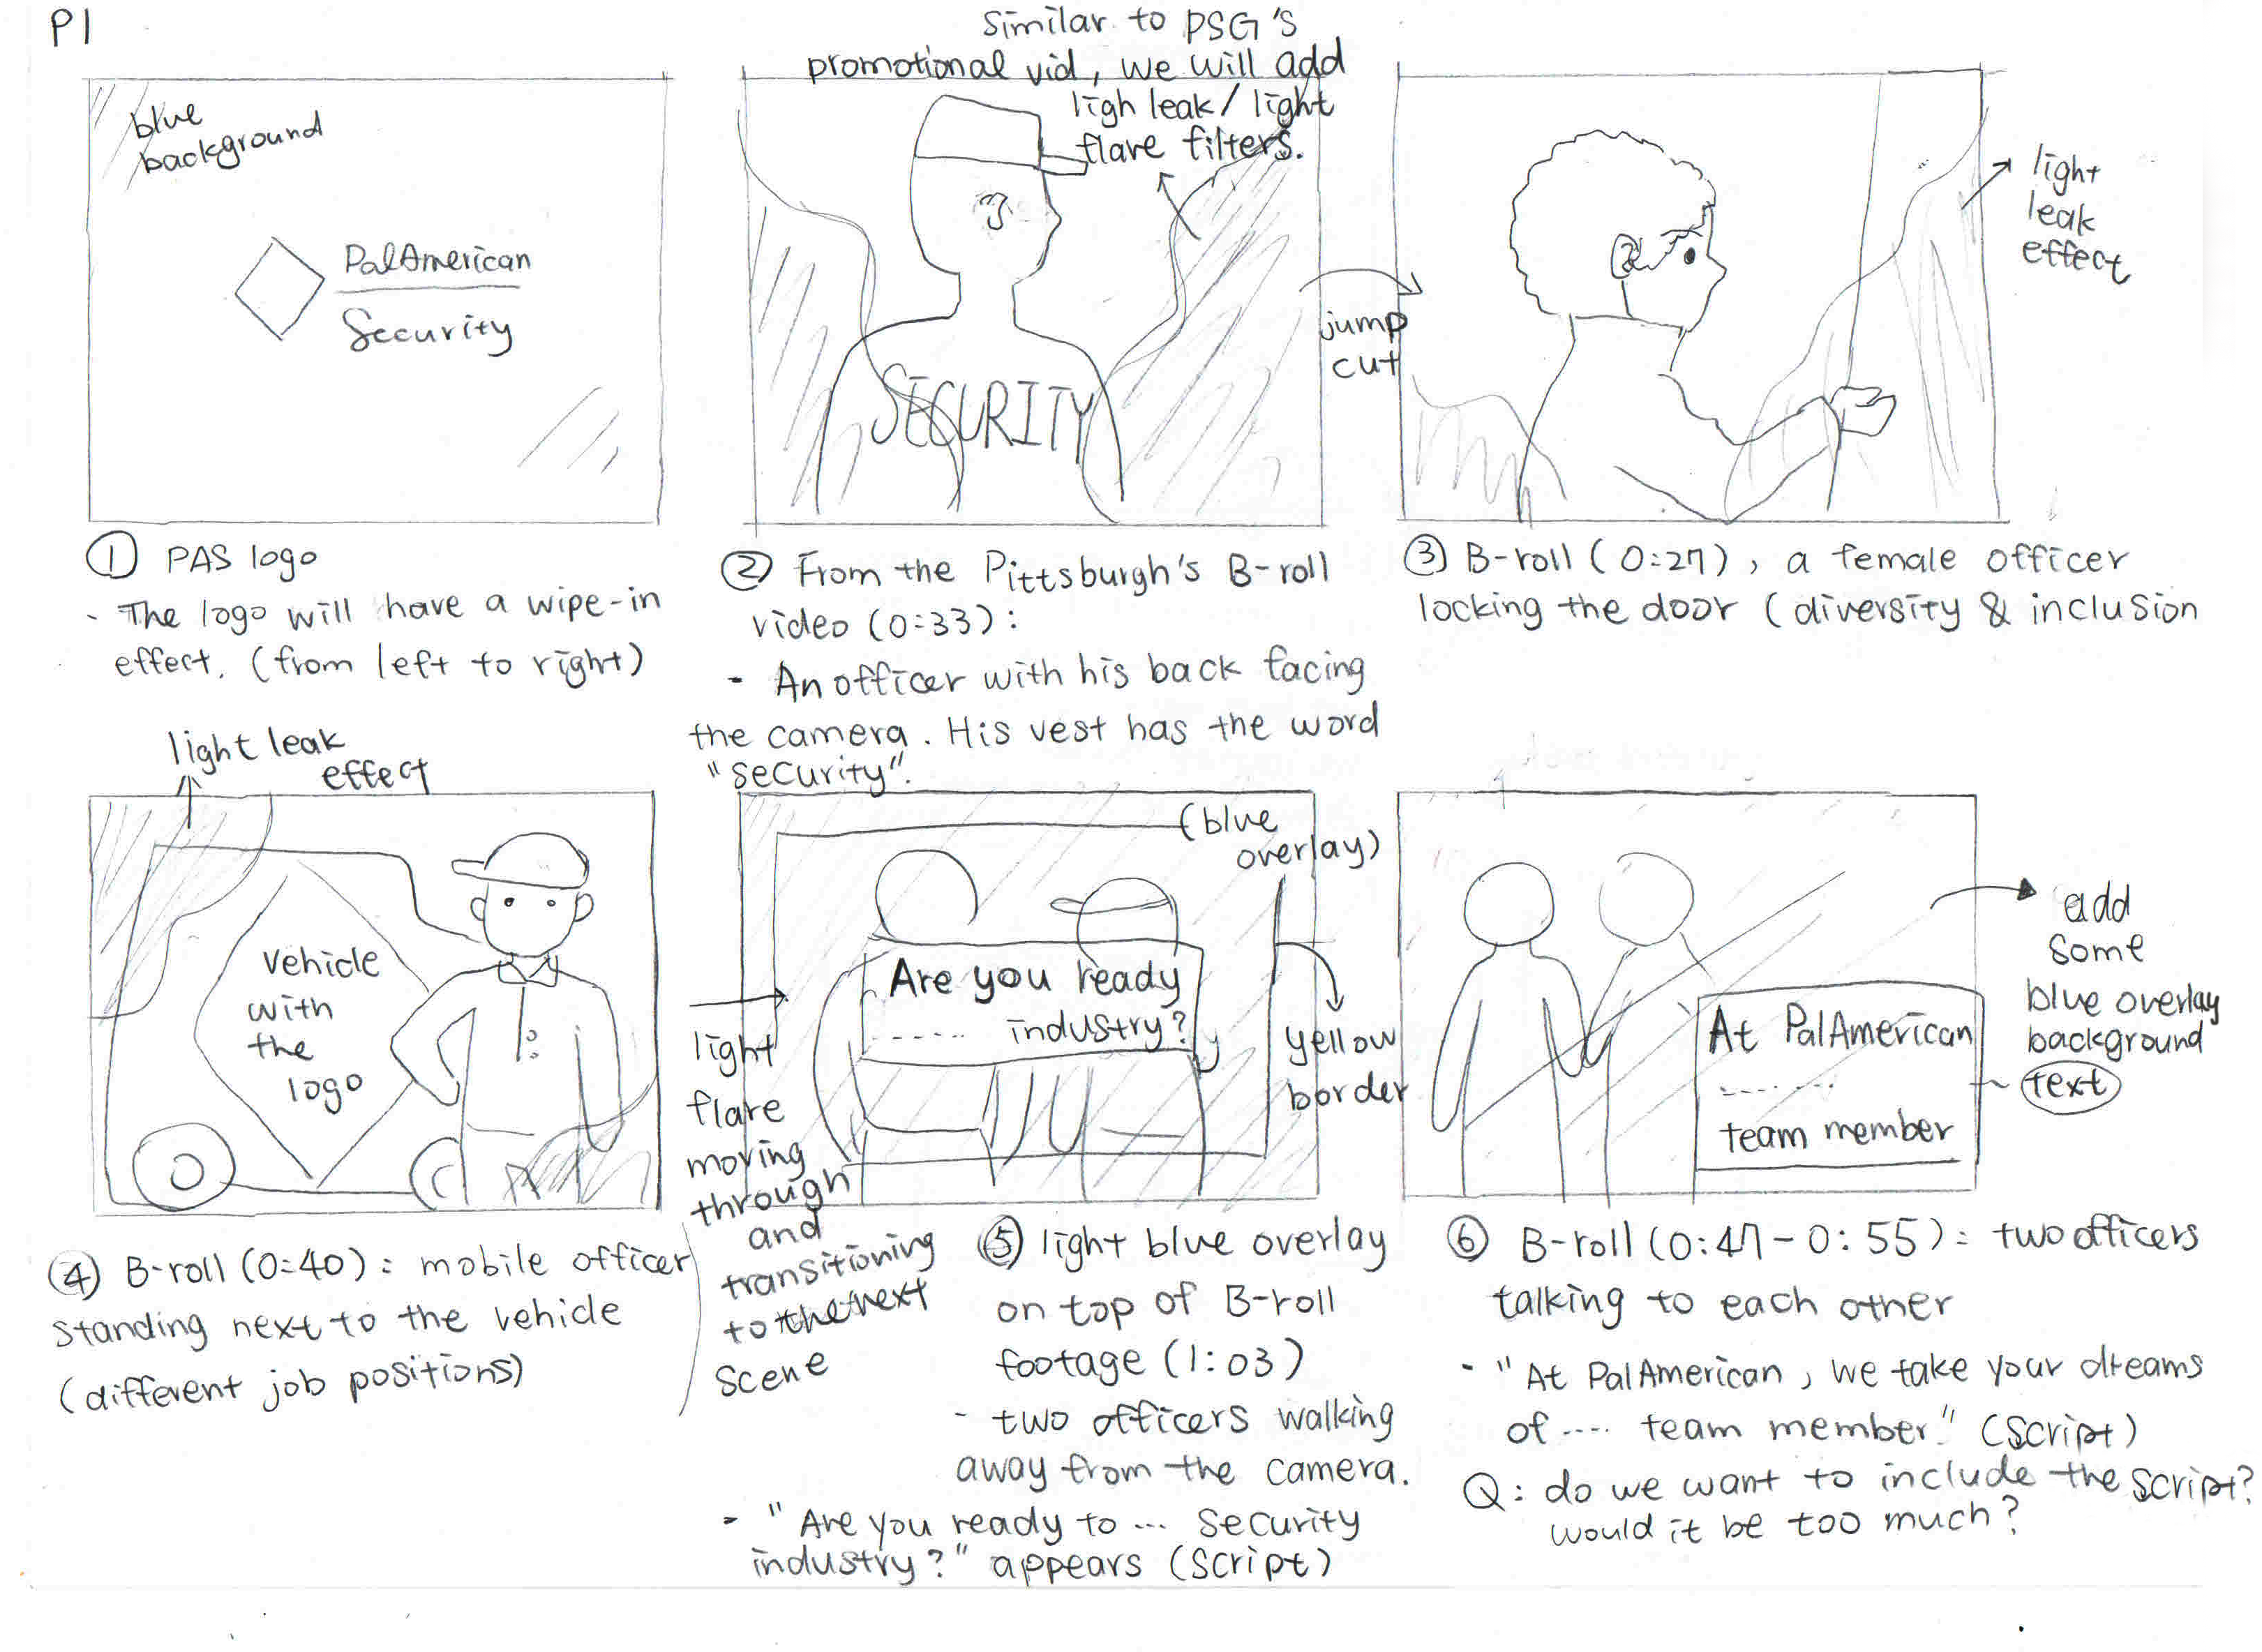 P1
Similar to PSG's
promotional vid, we will add
ligh leak/light
flare filters.
blue
background
PalAmerican
Security
SECURITY
jump
cut
light
leak
effect
① PAS logo
- The logo will have a wipe-in
effect. (from left to right)
② From the Pittsburgh's B-roll
video (0:33):
- An officer with his back facing
the camera. His vest has the word
"security".
③ B-roll (0:27), a female officer
locking the door (diversity & inclusion
light leak
effect
vehicle
with
the
logo
light
flare
moving
through
and
transitioning
to the next
scene
(blue
overlay)
Are you ready
...... industry?
yellow
border
At PalAmerican
.......
team member
add
some
blue overlay
background
text
④ B-roll (0:40): mobile officer
standing next to the vehicle
(different job positions)
⑤ light blue overlay
on top of B-roll
footage (1:03)
- two officers walking
away from the camera.
- "Are you ready to ... security
industry?" appears (script)
⑥ B-roll (0:47-0:55): two officers
talking to each other
- "At PalAmerican, we take your dreams
of .... team member" (script)
Q: do we want to include the script?
would it be too much?